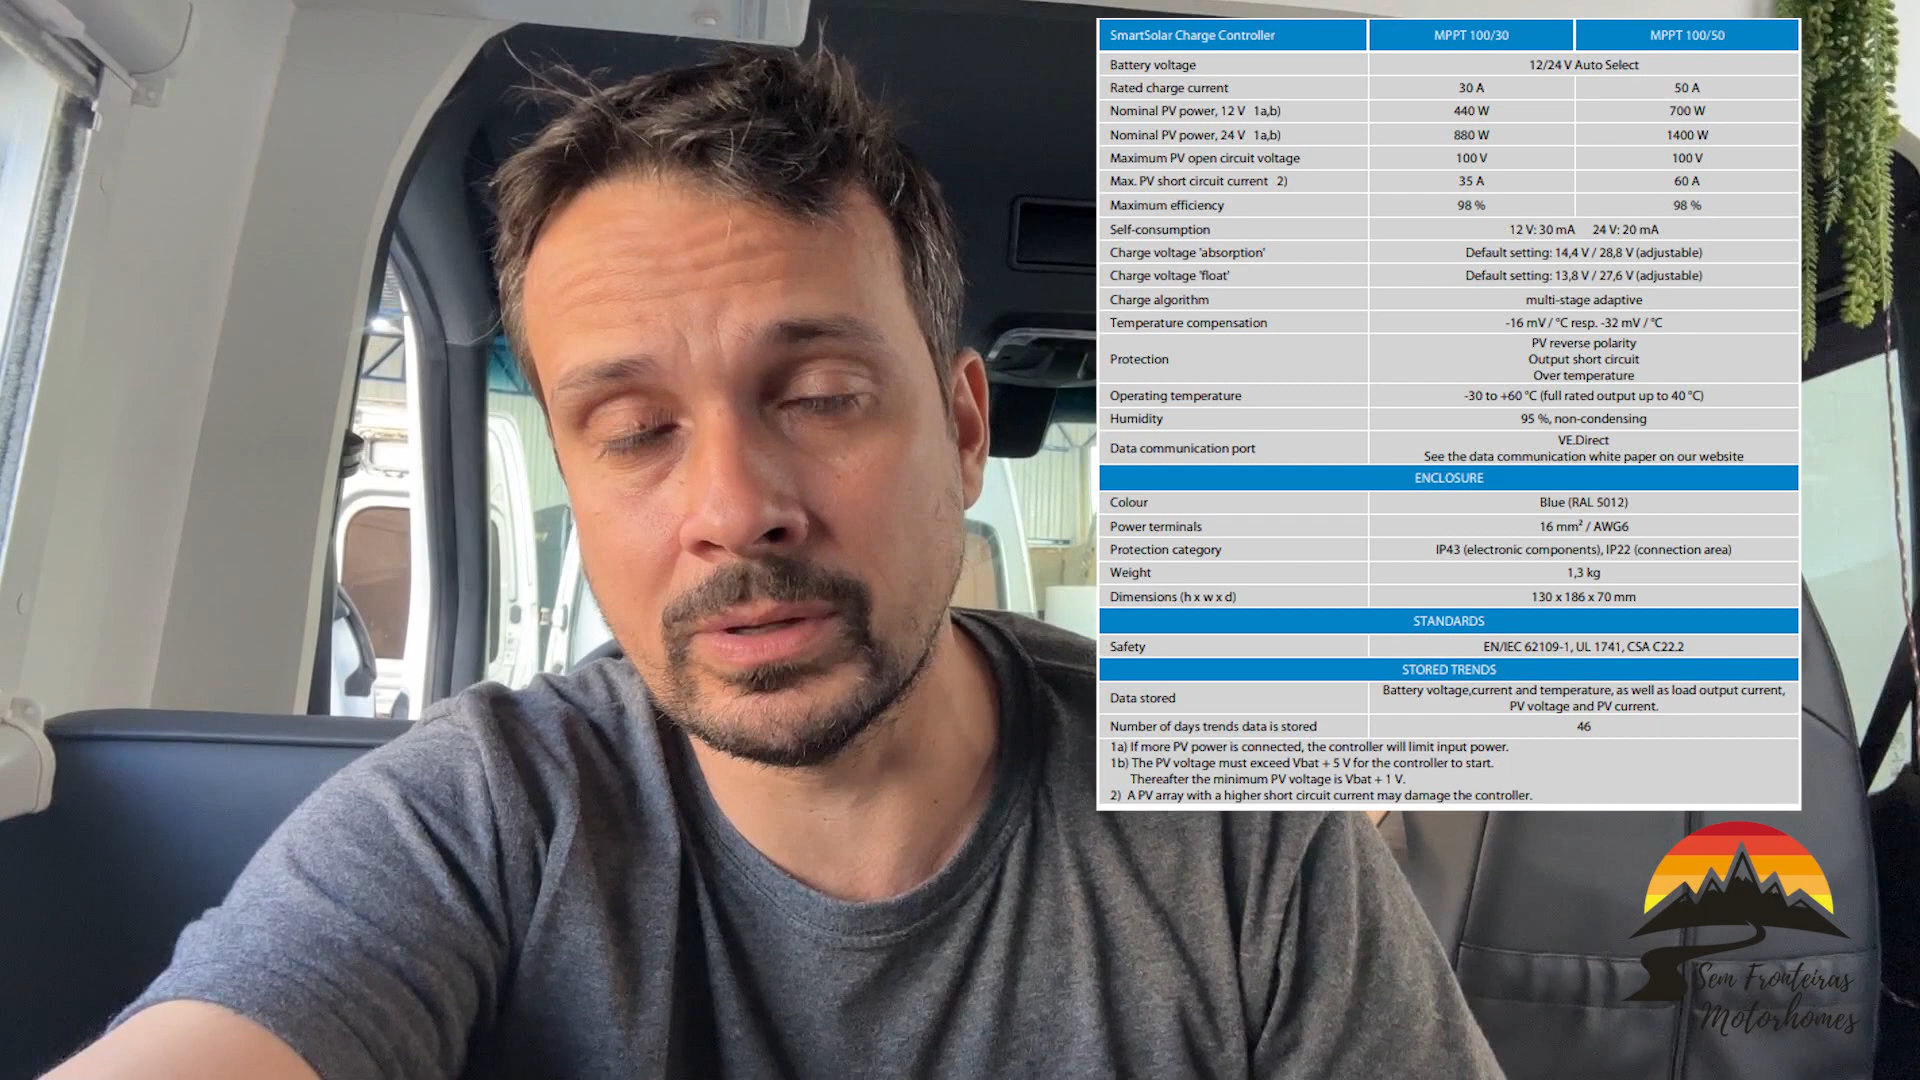 SmartSolar Charge Controller MPPT 100/30 MPPT 100/50
Battery voltage 12/24 V Auto Select
Rated charge current 30 A 50 A
Nominal PV power, 12 V 1a,b) 440 W 700 W
Nominal PV power, 24 V 1a,b) 880 W 1400 W
Maximum PV open circuit voltage 100 V 100 V
Max. PV short circuit current 2) 35 A 60 A
Maximum efficiency 98 % 98 %
Self-consumption 12 V: 30 mA 24 V: 20 mA
Charge voltage 'absorption' Default setting: 14,4 V / 28,8 V (adjustable)
Charge voltage 'float' Default setting: 13,8 V / 27,6 V (adjustable)
Charge algorithm multi-stage adaptive
Temperature compensation -16 mV / °C resp. -32 mV / °C
Protection PV reverse polarity
Output short circuit
Over temperature
Operating temperature -30 to +60 °C (full rated output up to 40 °C)
Humidity 95 %, non-condensing
Data communication port VE.Direct
See the data communication white paper on our website
ENCLOSURE
Colour Blue (RAL 5012)
Power terminals 16 mm² / AWG6
Protection category IP43 (electronic components), IP22 (connection area)
Weight 1,3 kg
Dimensions (h x w x d) 130 x 186 x 70 mm
STANDARDS
Safety EN/IEC 62109-1, UL 1741, CSA C22.2
STORED TRENDS
Data stored Battery voltage,current and temperature, as well as load output current,
PV voltage and PV current.
Number of days trends data is stored 46
1a) If more PV power is connected, the controller will limit input power.
1b) The PV voltage must exceed Vbat + 5 V for the controller to start.
Thereafter the minimum PV voltage is Vbat + 1 V.
2) A PV array with a higher short circuit current may damage the controller.
Sem Fronteiras
Motorhomes